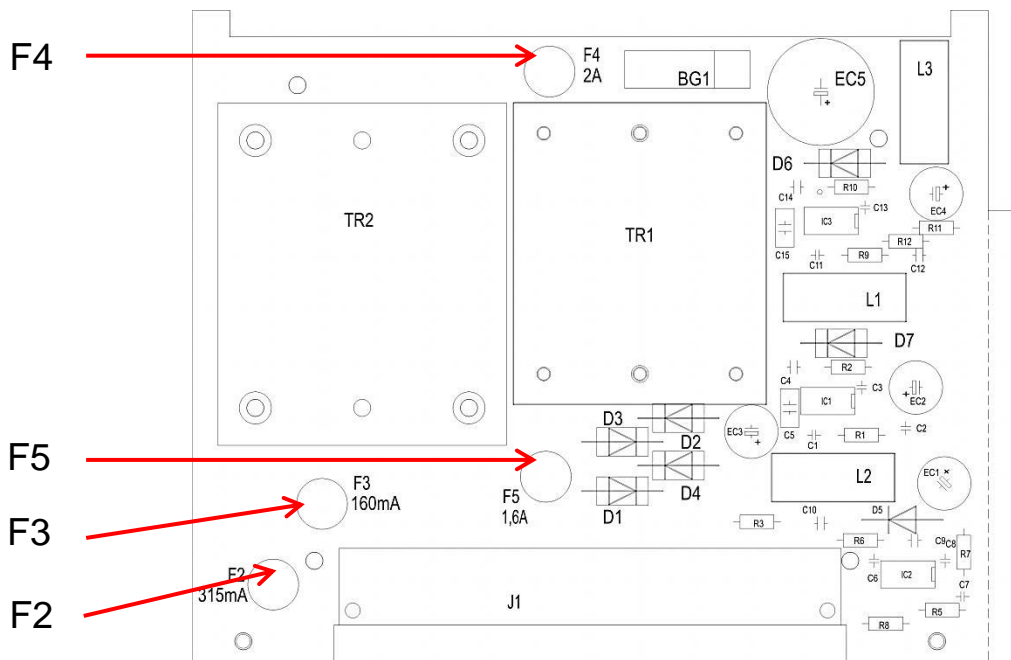 F4
F4
2A
BG1
EC5
L3
D6
C14
R10
C13
EC4
IC3
R11
R12
C15
C11
R9
C12
TR2
TR1
L1
D7
C4
R2
C3
IC1
EC2
D3
D2
EC3
C5
C1
R1
C2
F5
F3
160mA
F5
1,6A
D4
D1
L2
EC1
F3
R3
C10
D5
R6
C9
C8
R7
F2
F2
315mA
J1
C6
IC2
C7
R5
R8